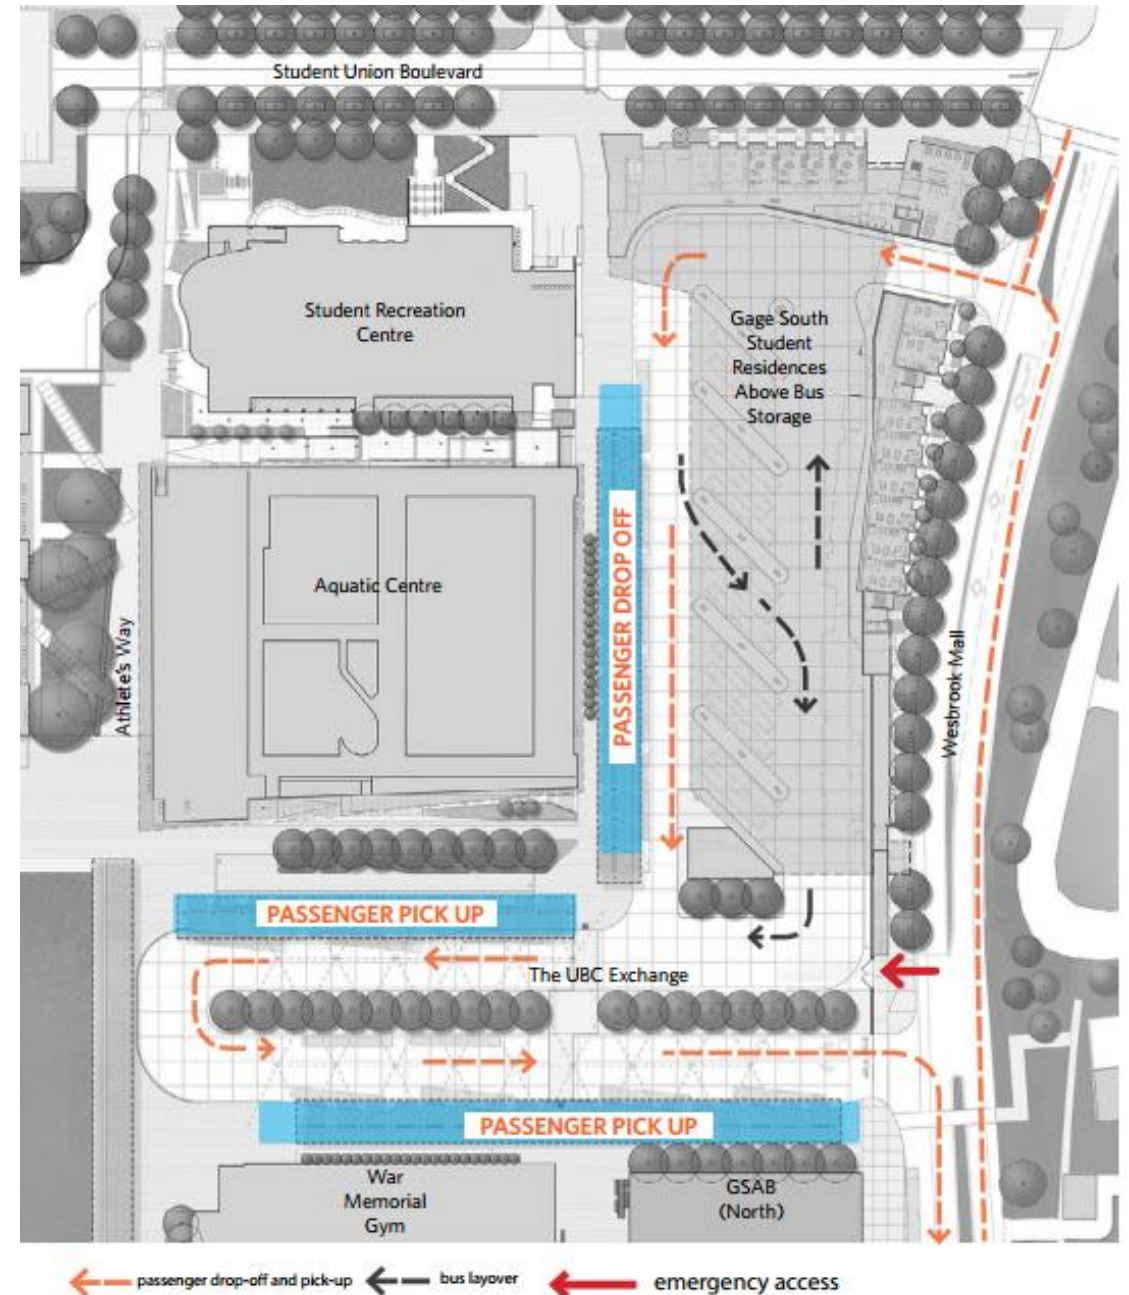 Student Union Boulevard
Student Recreation
Centre
Gage South
Student
Residences
Above Bus
Storage
PASSENGER DROP OFF
Aquatic Centre
Athlete's Way
Wesbrook Mall
PASSENGER PICK UP
The UBC Exchange
PASSENGER PICK UP
War
Memorial
Gym
GSAB
(North)
passenger drop-off and pick-up
bus layover
emergency access